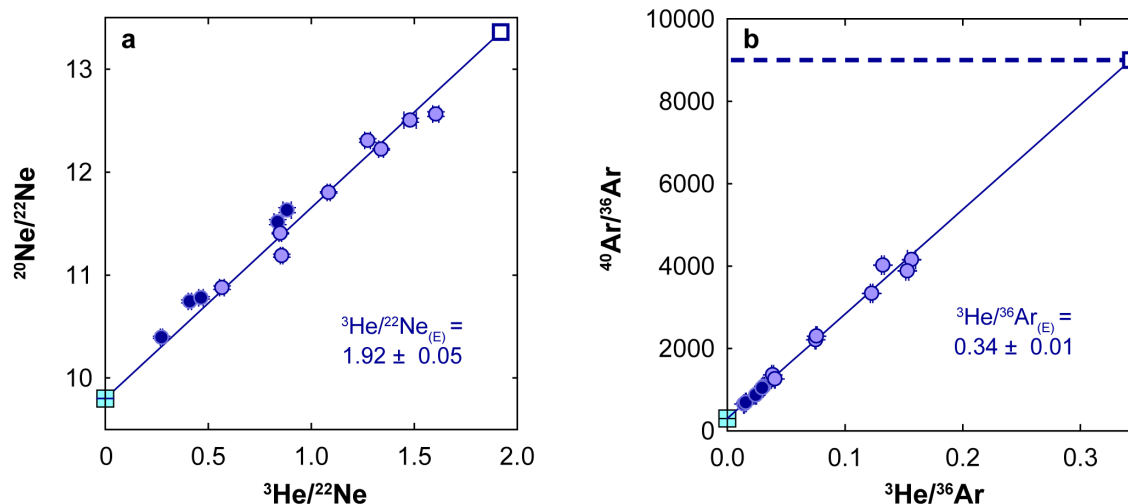 a
13
12
11
10
²⁰Ne/²²Ne
³He/²²Ne(E) =
1.92 ± 0.05
0 0.5 1.0 1.5 2.0
³He/²²Ne
b
10000
8000
6000
4000
2000
0
⁴⁰Ar/³⁶Ar
³He/³⁶Ar(E) =
0.34 ± 0.01
0.0 0.1 0.2 0.3
³He/³⁶Ar